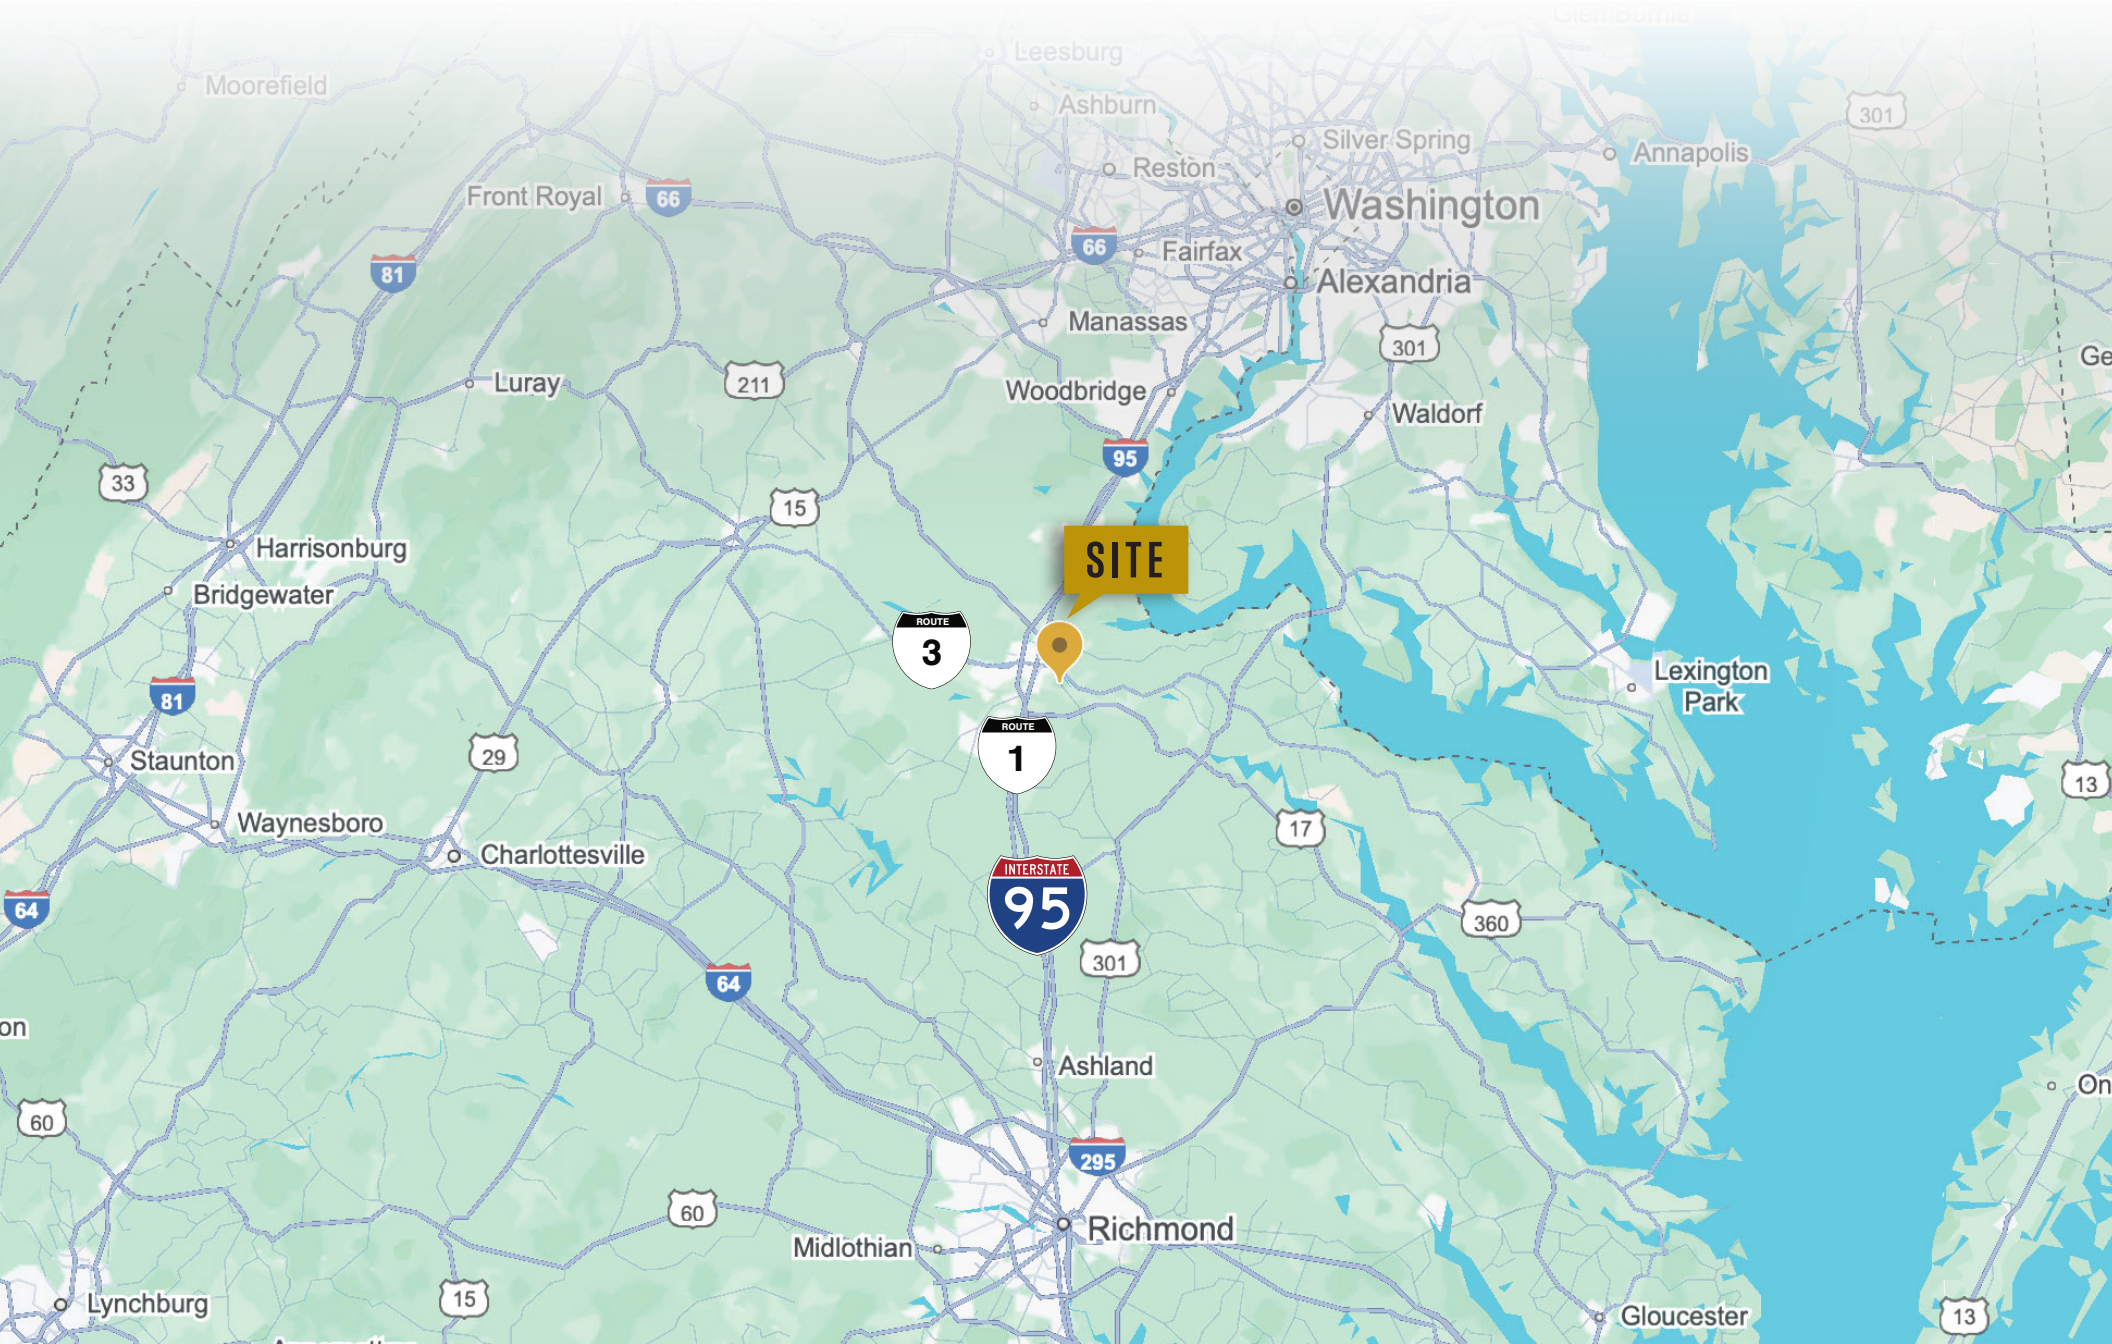 Glen Burnie
Leesburg
Moorefield
Ashburn
301
Silver Spring
Annapolis
Reston
Front Royal
66
Washington
66
Fairfax
81
Alexandria
Manassas
301
Ge
211
Luray
Woodbridge
Waldorf
95
33
15
Harrisonburg
SITE
Bridgewater
ROUTE
3
Lexington
Park
81
ROUTE
1
29
Staunton
13
Waynesboro
17
Charlottesville
INTERSTATE
95
64
360
301
64
on
Ashland
On
60
295
60
Richmond
Midlothian
15
Lynchburg
Gloucester
13